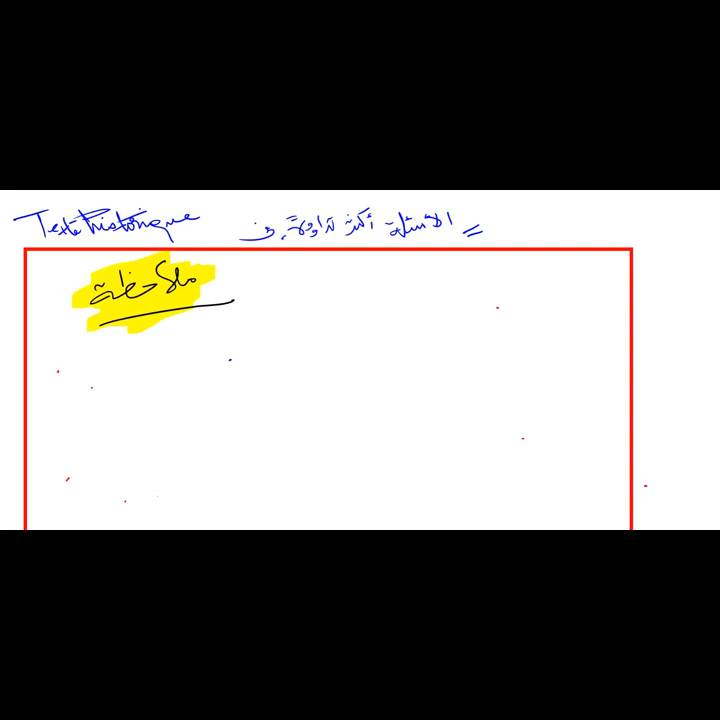 = الأسئلة أكثر تداولا في Texte historique
ملاحظة